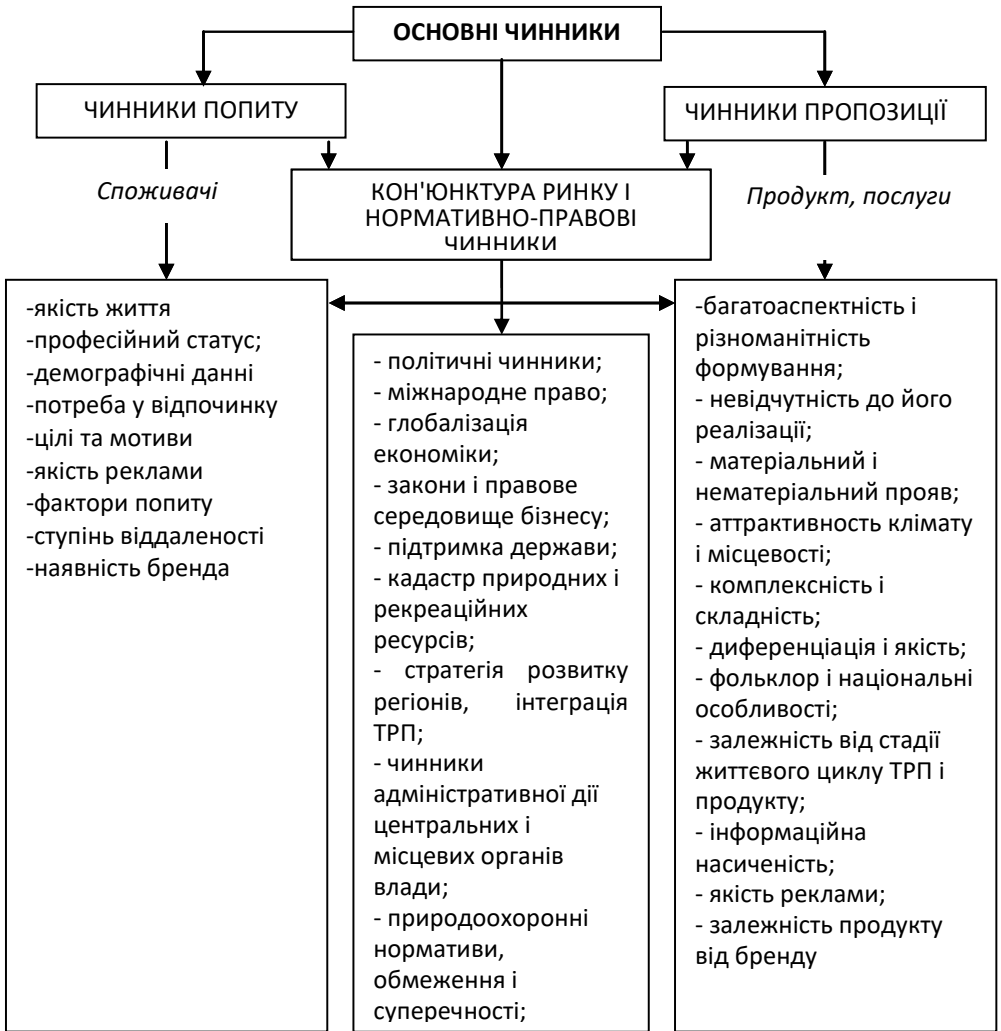 ОСНОВНІ ЧИННИКИ
ЧИННИКИ ПОПИТУ
ЧИННИКИ ПРОПОЗИЦІЇ
Споживачі
КОН'ЮНКТУРА РИНКУ І
НОРМАТИВНО-ПРАВОВІ
ЧИННИКИ
Продукт, послуги
-якість життя
-професійний статус;
-демографічні данні
-потреба у відпочинку
-цілі та мотиви
-якість реклами
-фактори попиту
-ступінь віддаленості
-наявність бренда
- політичні чинники;
- міжнародне право;
- глобалізація
економіки;
- закони і правове
середовище бізнесу;
- підтримка держави;
- кадастр природних і
рекреаційних
ресурсів;
- стратегія розвитку
регіонів, інтеграція
ТРП;
- чинники
адміністративної дії
центральних і
місцевих органів
влади;
- природоохоронні
нормативи,
обмеження і
суперечності;
-багатоаспектність і
різноманітність
формування;
- невідчутність до його
реалізації;
- матеріальний і
нематеріальний прояв;
- аттрактивность клімату
і місцевості;
- комплексність і
складність;
- диференціація і якість;
- фольклор і національні
особливості;
- залежність від стадії
життєвого циклу ТРП і
продукту;
- інформаційна
насиченість;
- якість реклами;
- залежність продукту
від бренду